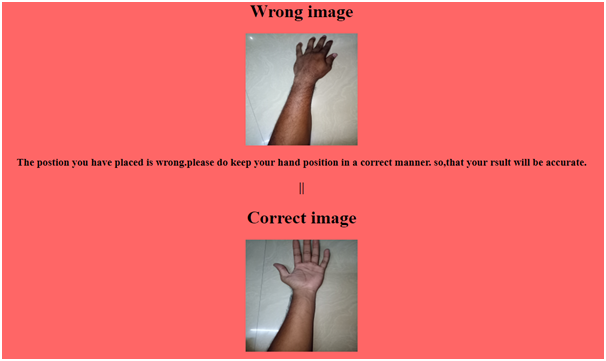 Wrong image
The postion you have placed is wrong.please do keep your hand position in a correct manner. so,that your rsult will be accurate.
||
Correct image